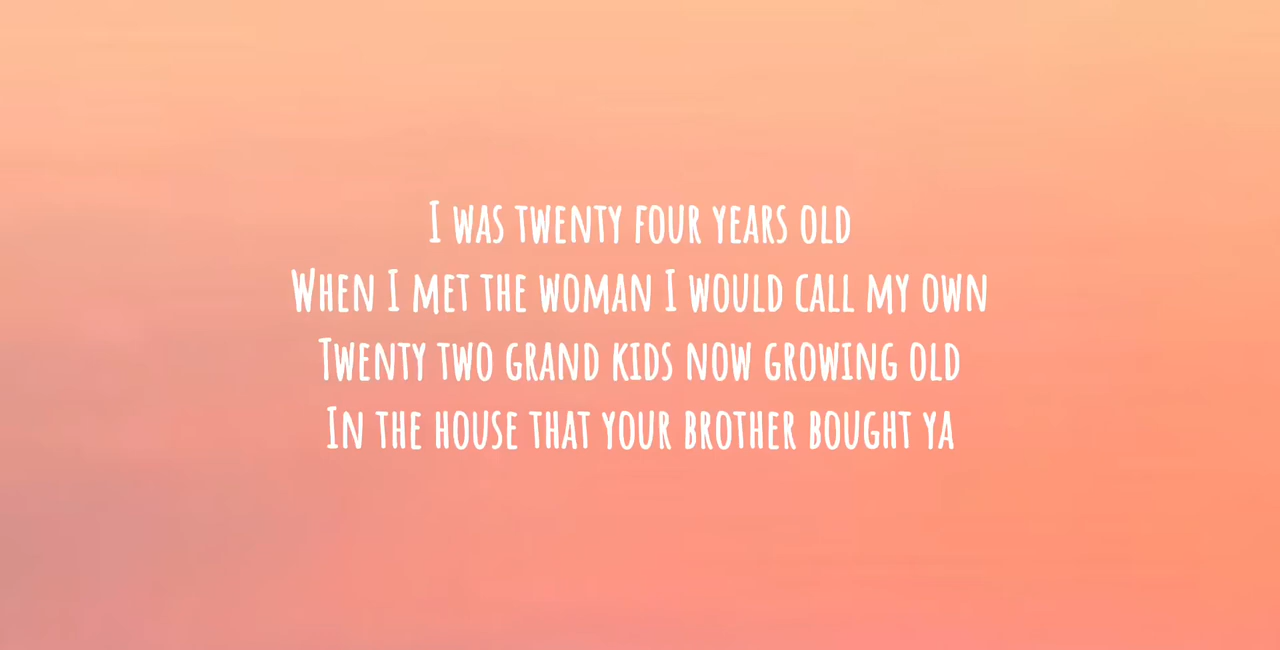 I was twenty four years old
When I met the woman I would call my own
Twenty two grand kids now growing old
In the house that your brother bought ya